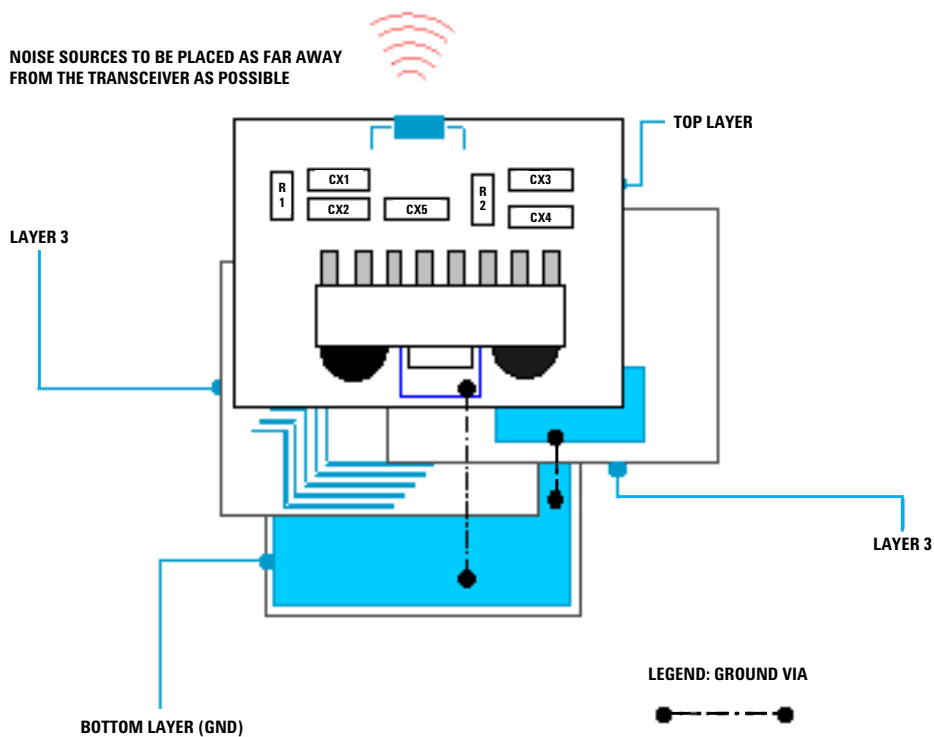 NOISE SOURCES TO BE PLACED AS FAR AWAY
FROM THE TRANSCEIVER AS POSSIBLE
TOP LAYER
R
1
CX1
CX2
CX5
R
2
CX3
CX4
LAYER 3
LAYER 3
LEGEND: GROUND VIA
BOTTOM LAYER (GND)